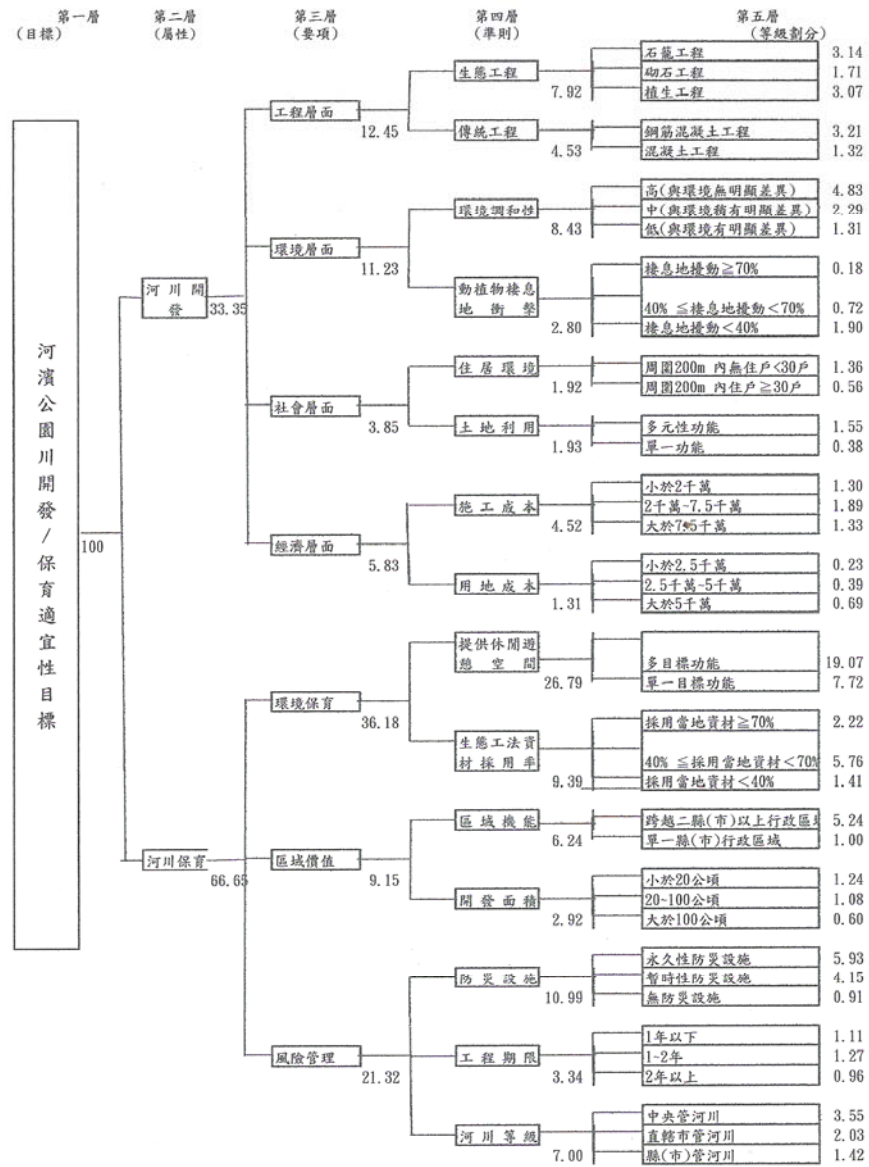 第一層 第二層 第三層 第四層 第五層
(目標) (屬性) (要項) (準則) (等級劃分)
河濱公園川開發/保育適宜性目標
100
河川開
發
33.35
工程層面
12.45
生態工程
7.92
石籠工程 3.14
砌石工程 1.71
植生工程 3.07
傳統工程
4.53
鋼筋混凝土工程 3.21
混凝土工程 1.32
環境層面
11.23
環境調和性
8.43
高(與環境無明顯差異) 4.83
中(與環境稍有明顯差異) 2.29
低(與環境有明顯差異) 1.31
動植物棲息
地衝擊
2.80
棲息地擾動≧70% 0.18
40% ≦棲息地擾動<70% 0.72
棲息地擾動<40% 1.90
社會層面
3.85
住居環境
1.92
周圍200m 內無住戶<30戶 1.36
周圍200m 內住戶≧30戶 0.56
土地利用
1.93
多元性功能 1.55
單一功能 0.38
經濟層面
5.83
施工成本
4.52
小於2千萬 1.30
2千萬~7.5千萬 1.89
大於7.5千萬 1.33
用地成本
1.31
小於2.5千萬 0.23
2.5千萬~5千萬 0.39
大於5千萬 0.69
河川保育
66.65
環境保育
36.18
提供休閒遊
憩空間
26.79
多目標功能 19.07
單一目標功能 7.72
生態工法資
材採用率
9.39
採用當地資材≧70% 2.22
40% ≦採用當地資材<70% 5.76
採用當地資材<40% 1.41
區域價值
9.15
區域機能
6.24
跨越二縣(市)以上行政區 5.24
單一縣(市)行政區域 1.00
開發面積
2.92
小於20公頃 1.24
20~100公頃 1.08
大於100公頃 0.60
風險管理
21.32
防災設施
10.99
永久性防災設施 5.93
暫時性防災設施 4.15
無防災設施 0.91
工程期限
3.34
1年以下 1.11
1~2年 1.27
2年以上 0.96
河川等級
7.00
中央管河川 3.55
直轄市管河川 2.03
縣(市)管河川 1.42